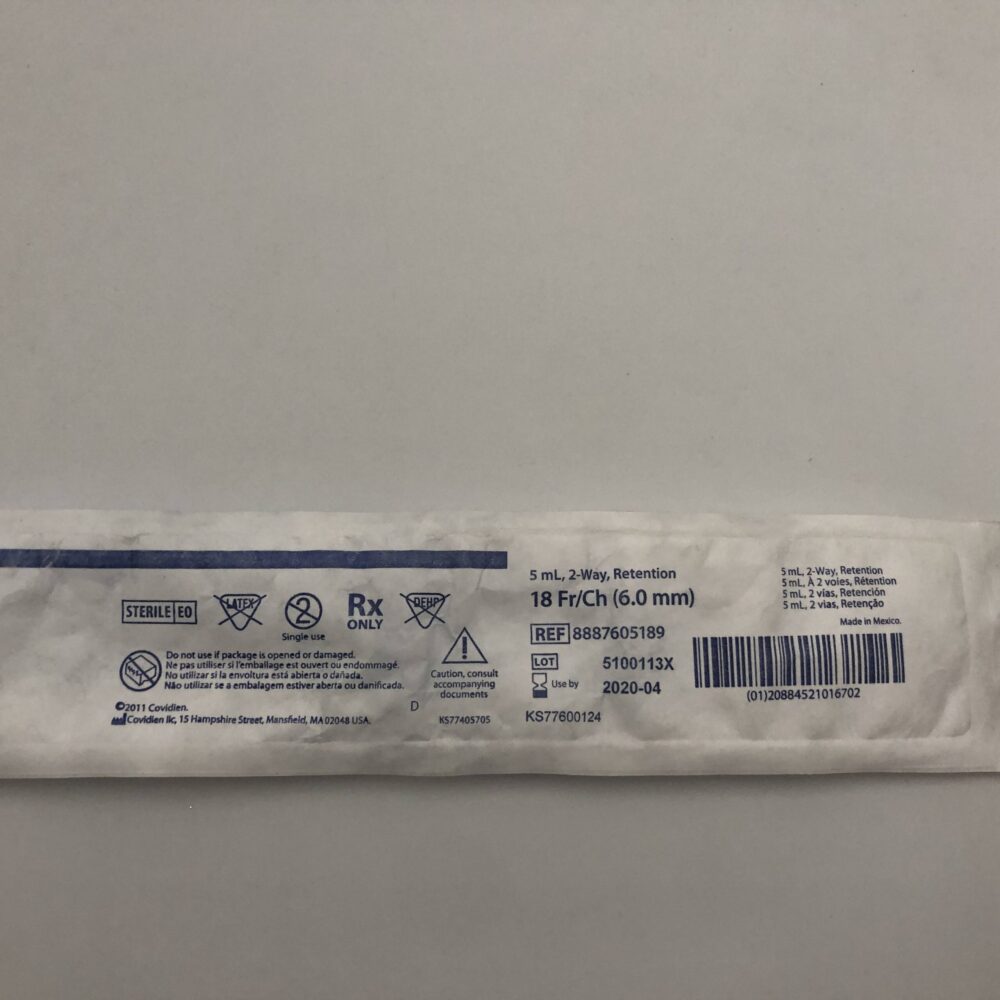 STERILE EO
LATEX
2
Single use
Rx
ONLY
DEHP
Do not use if package is opened or damaged.
Ne pas utiliser si l'emballage est ouvert ou endommagé.
No utilizar si la envoltura está abierta o dañada.
Não utilizar se a embalagem estiver aberta ou danificada.
!
Caution, consult
accompanying
documents
©2011 Covidien.
Covidien llc, 15 Hampshire Street, Mansfield, MA 02048 USA.
D
KS77405705
5 mL, 2-Way, Retention
18 Fr/Ch (6.0 mm)
REF 8887605189
LOT 5100113X
Use by 2020-04
KS77600124
5 mL, 2-Way, Retention
5 mL, À 2 voies, Rétention
5 mL, 2 vías, Retención
5 mL, 2 vias, Retenção
Made in Mexico.
(01)20884521016702